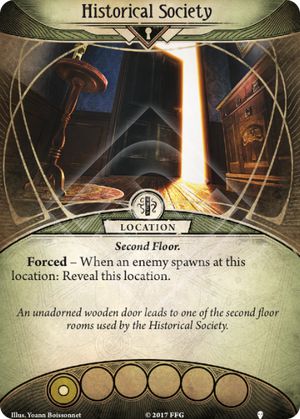 Historical Society
LOCATION
Second Floor.
Forced – When an enemy spawns at this
location: Reveal this location.
An unadorned wooden door leads to one of the second floor
rooms used by the Historical Society.
Illus. Yoann Boissonnet
© 2017 FFG